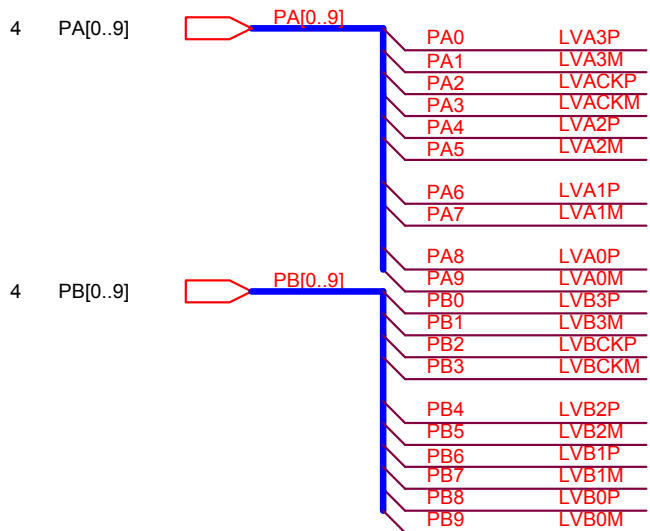 4 PA[0..9] PA[0..9]
PA0 LVA3P
PA1 LVA3M
PA2 LVACKP
PA3 LVACKM
PA4 LVA2P
PA5 LVA2M
PA6 LVA1P
PA7 LVA1M
PA8 LVA0P
PA9 LVA0M
4 PB[0..9] PB[0..9]
PB0 LVB3P
PB1 LVB3M
PB2 LVBCKP
PB3 LVBCKM
PB4 LVB2P
PB5 LVB2M
PB6 LVB1P
PB7 LVB1M
PB8 LVB0P
PB9 LVB0M